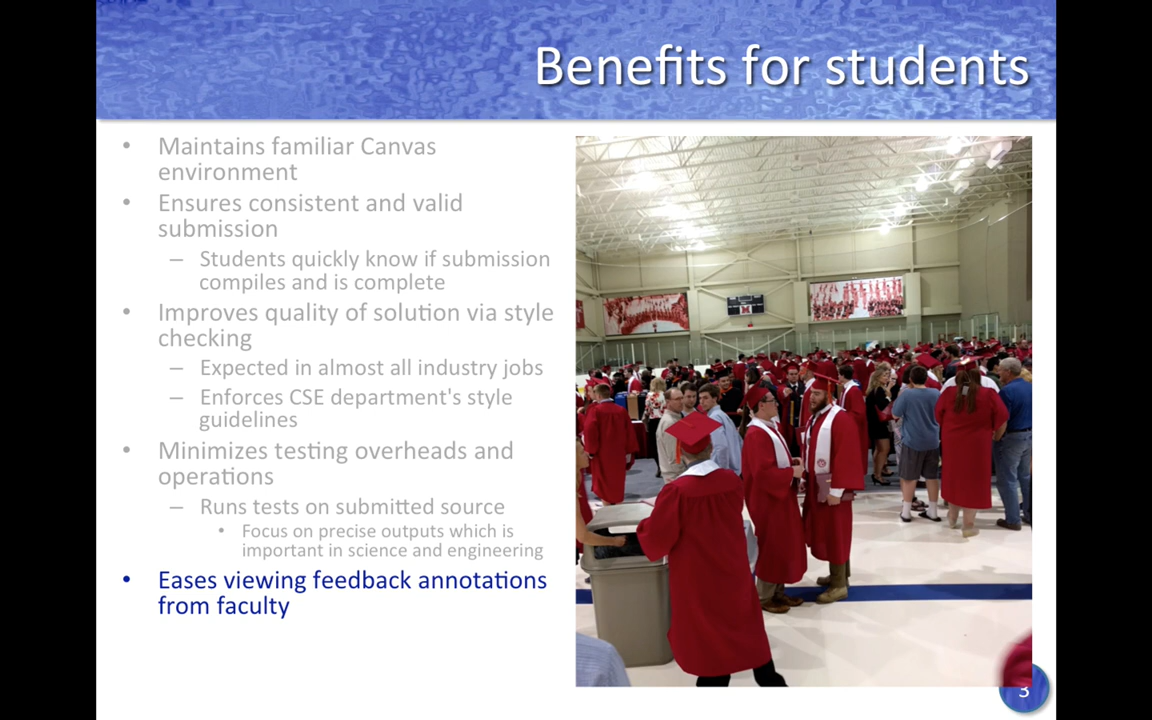 Benefits for students
• Maintains familiar Canvas
environment
• Ensures consistent and valid
submission
– Students quickly know if submission
compiles and is complete
• Improves quality of solution via style
checking
– Expected in almost all industry jobs
– Enforces CSE department's style
guidelines
• Minimizes testing overheads and
operations
– Runs tests on submitted source
• Focus on precise outputs which is
important in science and engineering
• Eases viewing feedback annotations
from faculty
3